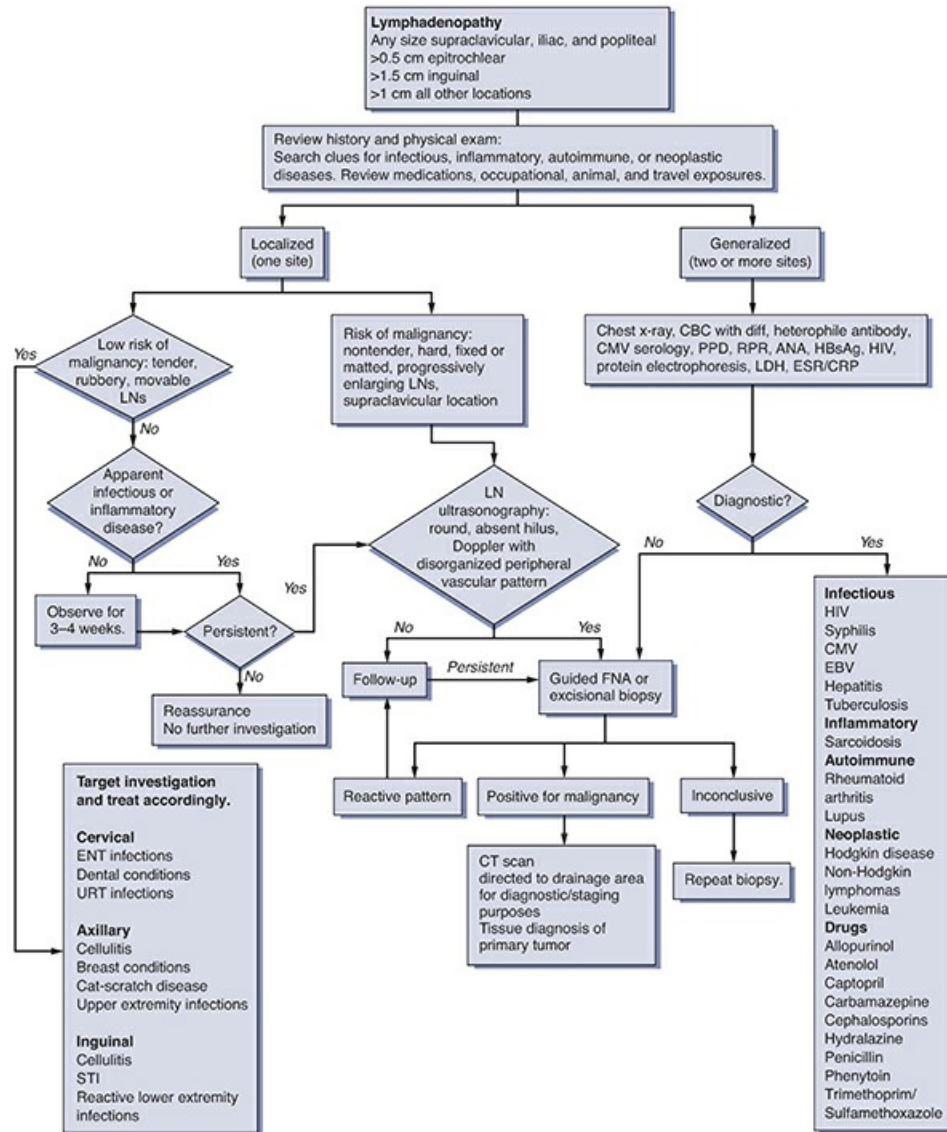 Lymphadenopathy
Any size supraclavicular, iliac, and popliteal
>0.5 cm epitrochlear
>1.5 cm inguinal
>1 cm all other locations
Review history and physical exam:
Search clues for infectious, inflammatory, autoimmune, or neoplastic
diseases. Review medications, occupational, animal, and travel exposures.
Localized
(one site)
Generalized
(two or more sites)
Yes
Low risk of
malignancy: tender,
rubbery, movable
LNs
No
Risk of malignancy:
nontender, hard, fixed or
matted, progressively
enlarging LNs,
supraclavicular location
Chest x-ray, CBC with diff, heterophile antibody,
CMV serology, PPD, RPR, ANA, HBsAg, HIV,
protein electrophoresis, LDH, ESR/CRP
Apparent
infectious or
inflammatory
disease?
No
Yes
Observe for
3–4 weeks.
Persistent?
Yes
No
Reassurance
No further investigation
LN
ultrasonography:
round, absent hilus,
Doppler with
disorganized peripheral
vascular pattern
No
Yes
Follow-up
Persistent
Guided FNA or
excisional biopsy
Diagnostic?
No
Yes
Reactive pattern
Positive for malignancy
Inconclusive
CT scan
directed to drainage area
for diagnostic/staging
purposes
Tissue diagnosis of
primary tumor
Repeat biopsy.
Target investigation
and treat accordingly.
Cervical
ENT infections
Dental conditions
URT infections
Axillary
Cellulitis
Breast conditions
Cat-scratch disease
Upper extremity infections
Inguinal
Cellulitis
STI
Reactive lower extremity
infections
Infectious
HIV
Syphilis
CMV
EBV
Hepatitis
Tuberculosis
Inflammatory
Sarcoidosis
Autoimmune
Rheumatoid
arthritis
Lupus
Neoplastic
Hodgkin disease
Non-Hodgkin
lymphomas
Leukemia
Drugs
Allopurinol
Atenolol
Captopril
Carbamazepine
Cephalosporins
Hydralazine
Penicillin
Phenytoin
Trimethoprim/
Sulfamethoxazole